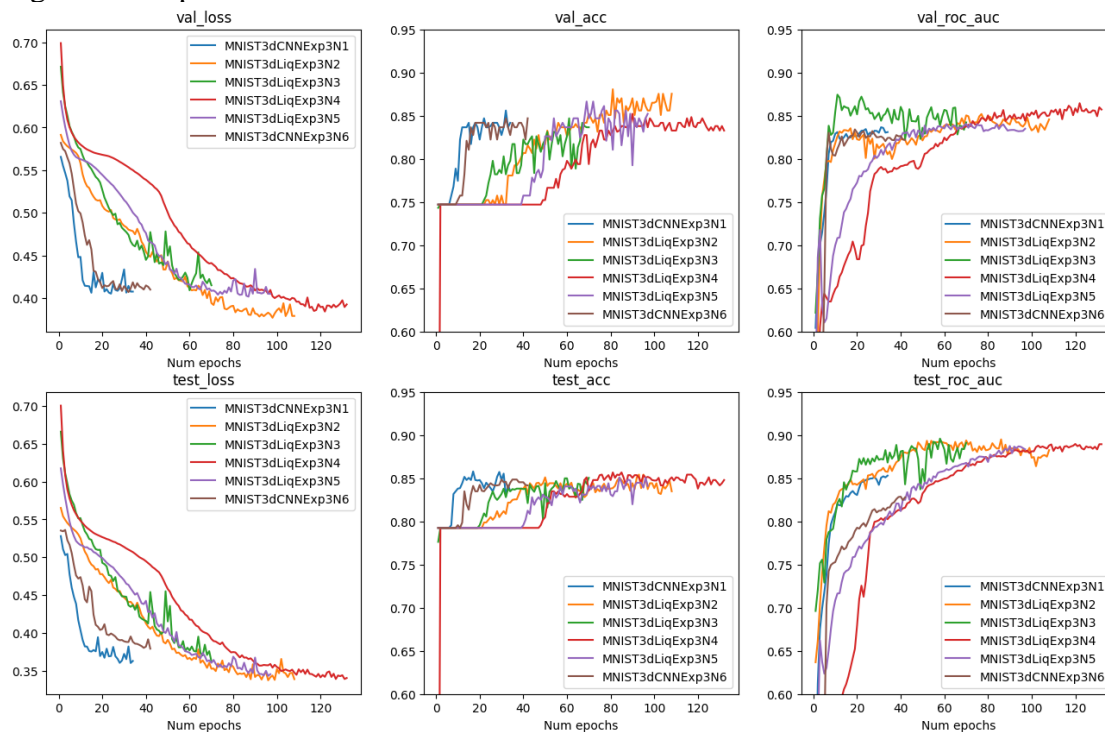 val_loss
val_acc
val_roc_auc
0.70
0.65
0.60
0.55
0.50
0.45
0.40
MNIST3dCNNExp3N1
MNIST3dLiqExp3N2
MNIST3dLiqExp3N3
MNIST3dLiqExp3N4
MNIST3dLiqExp3N5
MNIST3dCNNExp3N6
0 20 40 60 80 100 120
Num epochs
0.95
0.90
0.85
0.80
0.75
0.70
0.65
0.60
MNIST3dCNNExp3N1
MNIST3dLiqExp3N2
MNIST3dLiqExp3N3
MNIST3dLiqExp3N4
MNIST3dLiqExp3N5
MNIST3dCNNExp3N6
0 20 40 60 80 100 120
Num epochs
0.95
0.90
0.85
0.80
0.75
0.70
0.65
0.60
MNIST3dCNNExp3N1
MNIST3dLiqExp3N2
MNIST3dLiqExp3N3
MNIST3dLiqExp3N4
MNIST3dLiqExp3N5
MNIST3dCNNExp3N6
0 20 40 60 80 100 120
Num epochs
test_loss
test_acc
test_roc_auc
0.70
0.65
0.60
0.55
0.50
0.45
0.40
0.35
MNIST3dCNNExp3N1
MNIST3dLiqExp3N2
MNIST3dLiqExp3N3
MNIST3dLiqExp3N4
MNIST3dLiqExp3N5
MNIST3dCNNExp3N6
0 20 40 60 80 100 120
Num epochs
0.95
0.90
0.85
0.80
0.75
0.70
0.65
0.60
MNIST3dCNNExp3N1
MNIST3dLiqExp3N2
MNIST3dLiqExp3N3
MNIST3dLiqExp3N4
MNIST3dLiqExp3N5
MNIST3dCNNExp3N6
0 20 40 60 80 100 120
Num epochs
0.95
0.90
0.85
0.80
0.75
0.70
0.65
0.60
MNIST3dCNNExp3N1
MNIST3dLiqExp3N2
MNIST3dLiqExp3N3
MNIST3dLiqExp3N4
MNIST3dLiqExp3N5
MNIST3dCNNExp3N6
0 20 40 60 80 100 120
Num epochs